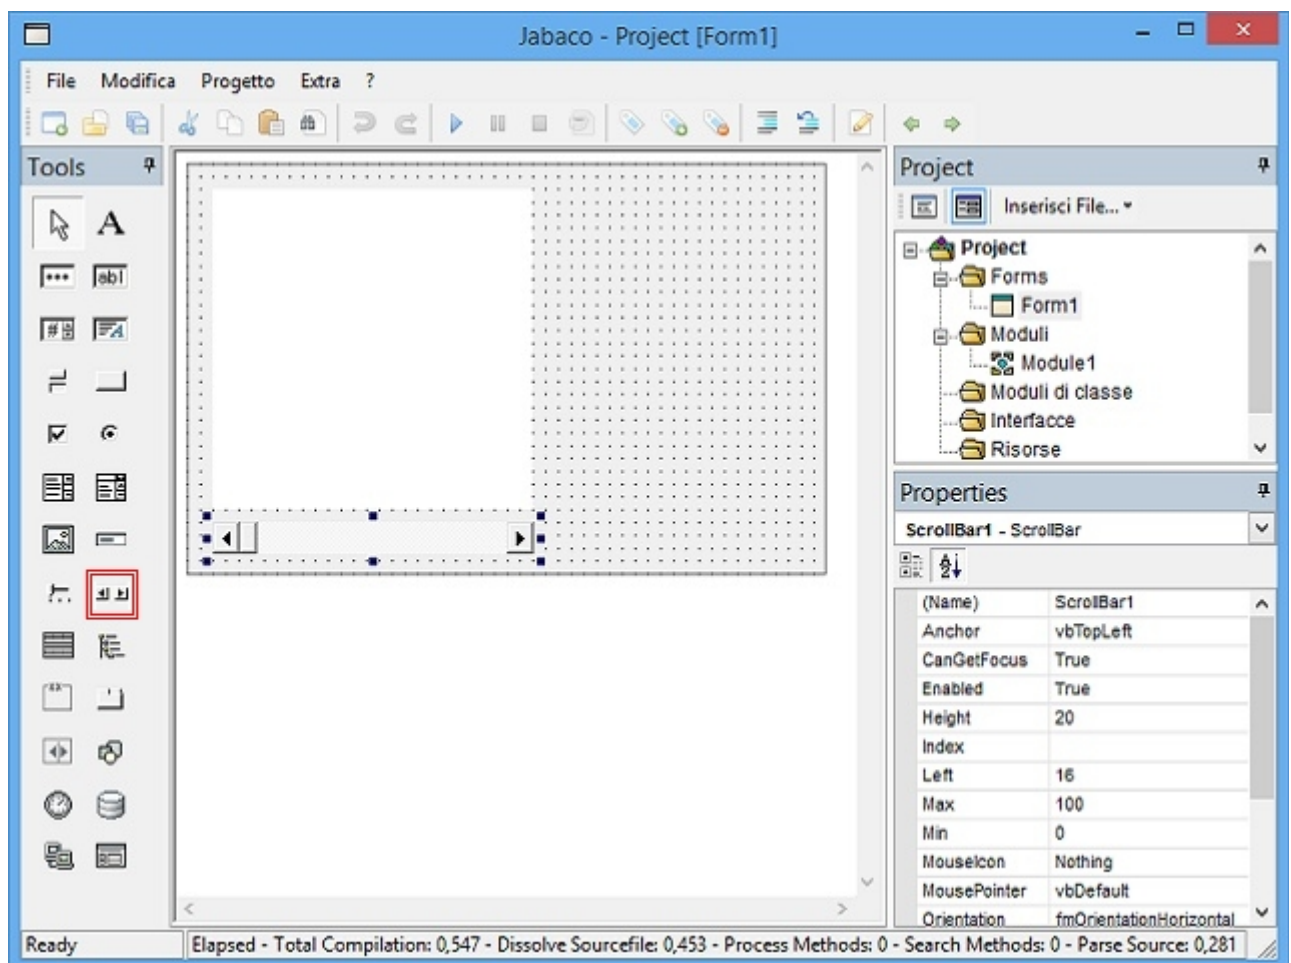 Jabaco - Project [Form1]
File Modifica Progetto Extra ?
Tools
A
abl
#
A
Project
Inserisci File...
Project
Forms
Form1
Moduli
Module1
Moduli di classe
Interfacce
Risorse
Properties
ScrollBar1 - ScrollBar
(Name) ScrollBar1
Anchor vbTopLeft
CanGetFocus True
Enabled True
Height 20
Index
Left 16
Max 100
Min 0
MouseIcon Nothing
MousePointer vbDefault
Orientation fmOrientationHorizontal
Ready Elapsed - Total Compilation: 0,547 - Dissolve Sourcefile: 0,453 - Process Methods: 0 - Search Methods: 0 - Parse Source: 0,281